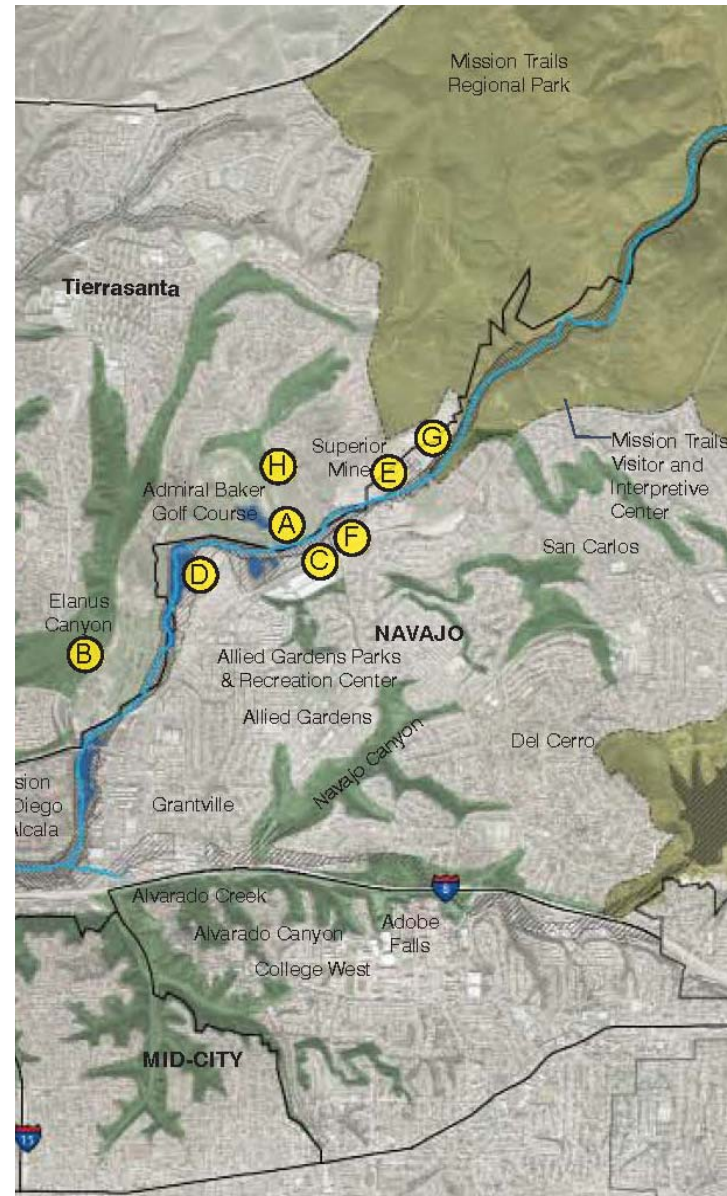 Mission Trails
Regional Park
Tierrasanta
G
Superior
Mine
E
H
Mission Trails
Visitor and
Interpretive
Center
Admiral Baker
Golf Course
A
F
C
San Carlos
D
Elanus
Canyon
B
NAVAJO
Allied Gardens Parks
& Recreation Center
Allied Gardens
Navajo Canyon
Del Cerro
sion
Diego
lcala
Grantville
8
Alvarado Creek
Alvarado Canyon
Adobe
Falls
College West
MID-CITY
15